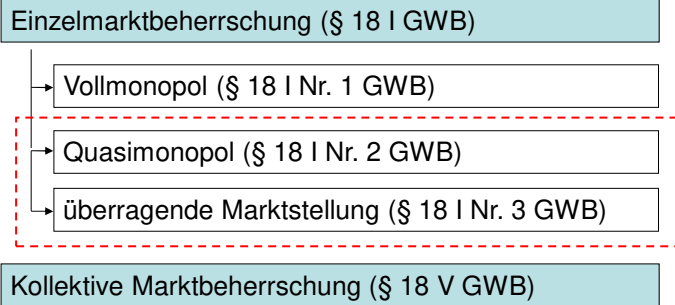 Einzelmarktbeherrschung (§ 18 I GWB)
Vollmonopol (§ 18 I Nr. 1 GWB)
Quasimonopol (§ 18 I Nr. 2 GWB)
überragende Marktstellung (§ 18 I Nr. 3 GWB)
Kollektive Marktbeherrschung (§ 18 V GWB)